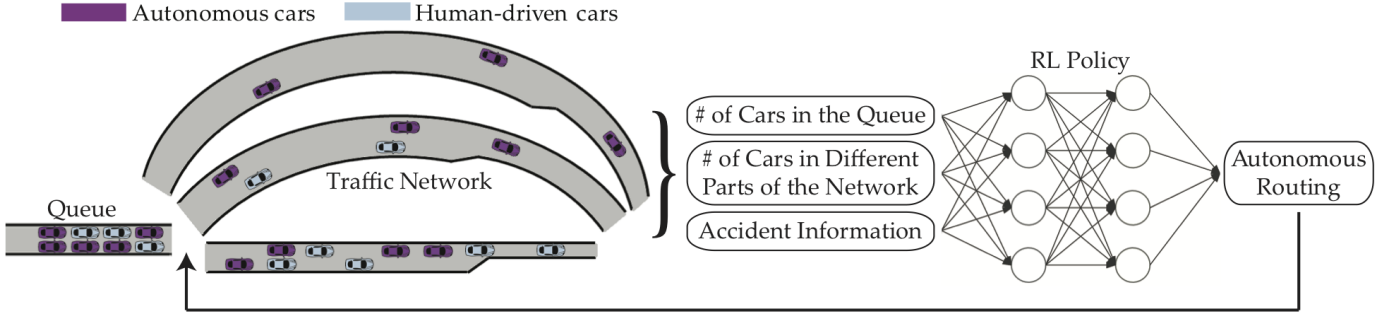 Autonomous cars
Human-driven cars
Queue
Traffic Network
# of Cars in the Queue
# of Cars in Different
Parts of the Network
Accident Information
RL Policy
Autonomous
Routing